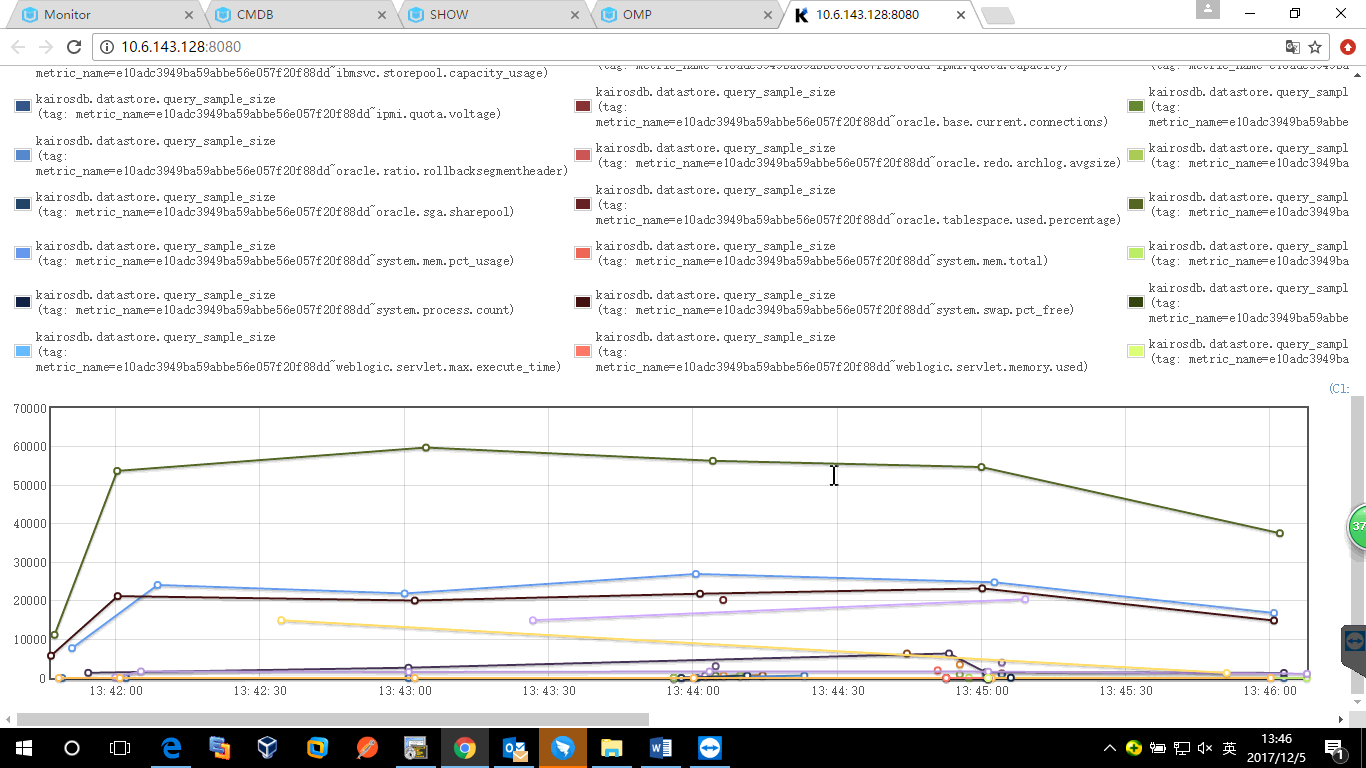 Monitor
CMDB
SHOW
OMP
10.6.143.128:8080
10.6.143.128:8080
metric_name=e10adc3949ba59abbe56e057f20f88dd~ibmsvc.storepool.capacity_usage)
(tag: metric_name=e10adc3949ba59abbe56e057f20f88dd~ipmi.quota.capacity)
kairosdb.datastore.query_sample_size
(tag: metric_name=e10adc3949ba59abbe56e057f20f88dd~ipmi.quota.voltage)
kairosdb.datastore.query_sample_size
(tag:
metric_name=e10adc3949ba59abbe56e057f20f88dd~oracle.base.current.connections)
kairosdb.datastore.query_sampl
(tag:
metric_name=e10adc3949ba59abbe
kairosdb.datastore.query_sample_size
(tag:
metric_name=e10adc3949ba59abbe56e057f20f88dd~oracle.ratio.rollbacksegmentheader)
kairosdb.datastore.query_sample_size
(tag: metric_name=e10adc3949ba59abbe56e057f20f88dd~oracle.redo.archlog.avgsize)
kairosdb.datastore.query_sampl
(tag: metric_name=e10adc3949ba
kairosdb.datastore.query_sample_size
(tag: metric_name=e10adc3949ba59abbe56e057f20f88dd~oracle.sga.sharepool)
kairosdb.datastore.query_sample_size
(tag:
metric_name=e10adc3949ba59abbe56e057f20f88dd~oracle.tablespace.used.percentage)
kairosdb.datastore.query_sampl
(tag: metric_name=e10adc3949ba
kairosdb.datastore.query_sample_size
(tag: metric_name=e10adc3949ba59abbe56e057f20f88dd~system.mem.pct_usage)
kairosdb.datastore.query_sample_size
(tag: metric_name=e10adc3949ba59abbe56e057f20f88dd~system.mem.total)
kairosdb.datastore.query_sampl
(tag: metric_name=e10adc3949ba
kairosdb.datastore.query_sample_size
(tag: metric_name=e10adc3949ba59abbe56e057f20f88dd~system.process.count)
kairosdb.datastore.query_sample_size
(tag: metric_name=e10adc3949ba59abbe56e057f20f88dd~system.swap.pct_free)
kairosdb.datastore.query_sampl
(tag:
metric_name=e10adc3949ba59abbe
kairosdb.datastore.query_sample_size
(tag:
metric_name=e10adc3949ba59abbe56e057f20f88dd~weblogic.servlet.max.execute_time)
kairosdb.datastore.query_sample_size
(tag:
metric_name=e10adc3949ba59abbe56e057f20f88dd~weblogic.servlet.memory.used)
kairosdb.datastore.query_sampl
(tag: metric_name=e10adc3949ba
70000
60000
50000
40000
30000
20000
10000
0
13:42:00 13:42:30 13:43:00 13:43:30 13:44:00 13:44:30 13:45:00 13:45:30 13:46:00
37
英
13:46
2017/12/5
1